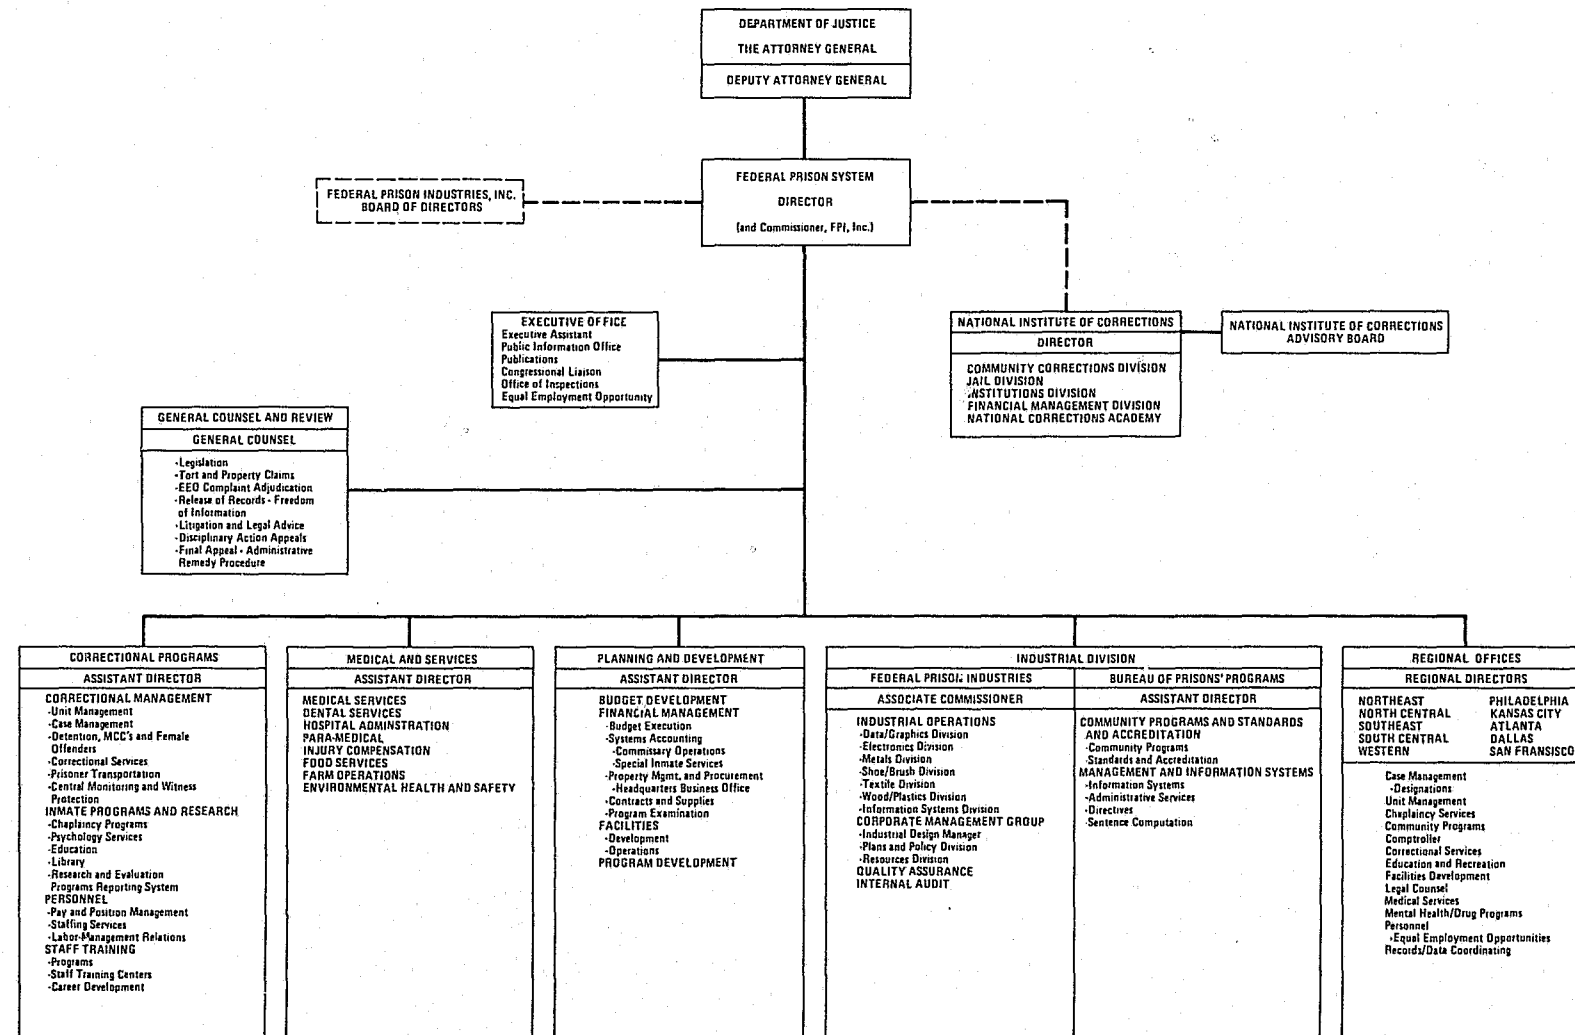 DEPARTMENT OF JUSTICE
THE ATTORNEY GENERAL
DEPUTY ATTORNEY GENERAL
FEDERAL PRISON SYSTEM
DIRECTOR
(and Commissioner, FPI, Inc.)
FEDERAL PRISON INDUSTRIES, INC.
BOARD OF DIRECTORS
EXECUTIVE OFFICE
Executive Assistant
Public Information Office
Publications
Congressional Liaison
Office of Inspections
Equal Employment Opportunity
NATIONAL INSTITUTE OF CORRECTIONS
DIRECTOR
COMMUNITY CORRECTIONS DIVISION
JAIL DIVISION
INSTITUTIONS DIVISION
FINANCIAL MANAGEMENT DIVISION
NATIONAL CORRECTIONS ACADEMY
NATIONAL INSTITUTE OF CORRECTIONS
ADVISORY BOARD
GENERAL COUNSEL AND REVIEW
GENERAL COUNSEL
-Legislation
-Tort and Property Claims
-EEO Complaint Adjudication
-Release of Records - Freedom
of Information
-Litigation and Legal Advice
-Disciplinary Action Appeals
-Final Appeal - Administrative
Remedy Procedure
CORRECTIONAL PROGRAMS
ASSISTANT DIRECTOR
CORRECTIONAL MANAGEMENT
-Unit Management
-Case Management
-Detention, MCC's and Female
Offenders
-Correctional Services
-Prisoner Transportation
-Central Monitoring and Witness
Protection
INMATE PROGRAMS AND RESEARCH
-Chaplaincy Programs
-Psychology Services
-Education
-Library
-Research and Evaluation
Programs Reporting System
PERSONNEL
-Pay and Position Management
-Staffing Services
-Labor-Management Relations
STAFF TRAINING
-Programs
-Staff Training Centers
-Career Development
MEDICAL AND SERVICES
ASSISTANT DIRECTOR
MEDICAL SERVICES
DENTAL SERVICES
HOSPITAL ADMINSTRATION
PARA-MEDICAL
INJURY COMPENSATION
FOOD SERVICES
FARM OPERATIONS
ENVIRONMENTAL HEALTH AND SAFETY
PLANNING AND DEVELOPMENT
ASSISTANT DIRECTOR
BUDGET DEVELOPMENT
FINANCIAL MANAGEMENT
-Budget Execution
-Systems Accounting
-Commissary Operations
-Special Inmate Services
-Property Mgmt. and Procurement
-Headquarters Business Office
-Contracts and Supplies
-Program Examination
FACILITIES
-Development
-Operations
PROGRAM DEVELOPMENT
INDUSTRIAL DIVISION
FEDERAL PRISON INDUSTRIES
ASSOCIATE COMMISSIONER
INDUSTRIAL OPERATIONS
-Data/Graphics Division
-Electronics Division
-Metals Division
-Shoe/Brush Division
-Textile Division
-Wood/Plastics Division
-Information Systems Division
CORPORATE MANAGEMENT GROUP
-Industrial Design Manager
-Plans and Policy Division
-Resources Division
QUALITY ASSURANCE
INTERNAL AUDIT
BUREAU OF PRISONS' PROGRAMS
ASSISTANT DIRECTOR
COMMUNITY PROGRAMS AND STANDARDS
AND ACCREDITATION
-Community Programs
-Standards and Accreditation
MANAGEMENT AND INFORMATION SYSTEMS
-Information Systems
-Administrative Services
-Directives
-Sentence Computation
REGIONAL OFFICES
REGIONAL DIRECTORS
NORTHEAST PHILADELPHIA
NORTH CENTRAL KANSAS CITY
SOUTHEAST ATLANTA
SOUTH CENTRAL DALLAS
WESTERN SAN FRANSISCO
Case Management
-Designations
Unit Management
Chaplaincy Services
Community Programs
Comptroller
Correctional Services
Education and Recreation
Facilities Development
Legal Counsel
Medical Services
Mental Health/Drug Programs
Personnel
-Equal Employment Opportunities
Records/Data Coordinating